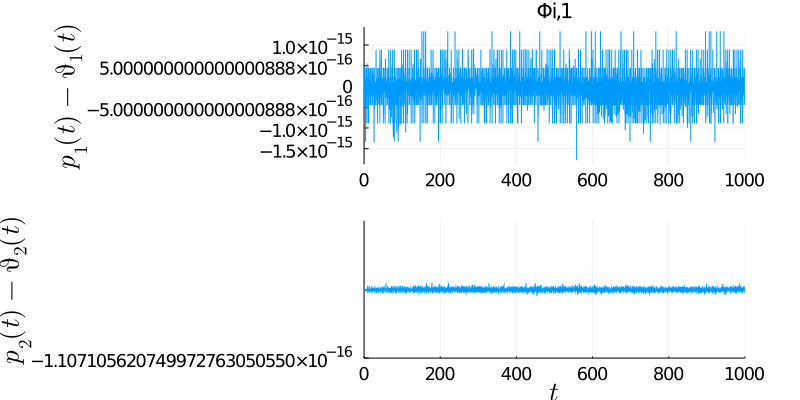 Φi,1
p₁(t) − ϑ₁(t)
1.0×10⁻¹⁵
5.000000000000000888×10⁻¹⁶
0
−5.000000000000000888×10⁻¹⁶
−1.0×10⁻¹⁵
−1.5×10⁻¹⁵
0 200 400 600 800 1000
p₂(t) − ϑ₂(t)
−1.1071056207499727630505​50×10⁻¹⁶
0 200 400 600 800 1000
t